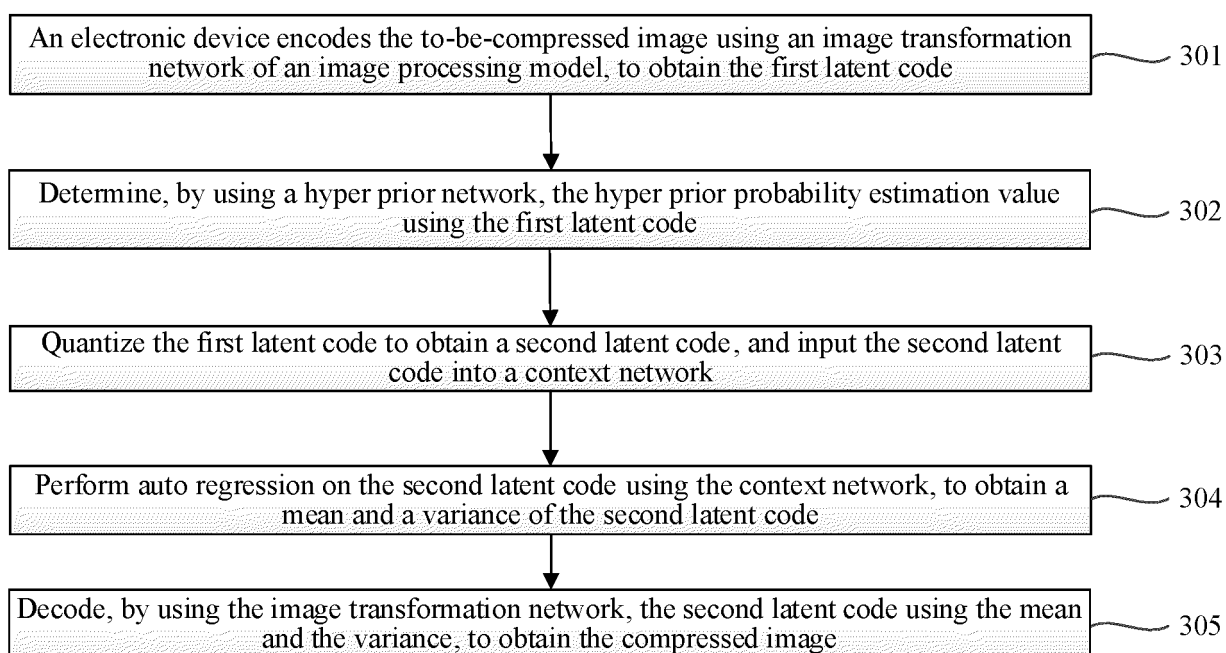 An electronic device encodes the to-be-compressed image using an image transformation
network of an image processing model, to obtain the first latent code
301
Determine, by using a hyper prior network, the hyper prior probability estimation value
using the first latent code
302
Quantize the first latent code to obtain a second latent code, and input the second latent
code into a context network
303
Perform auto regression on the second latent code using the context network, to obtain a
mean and a variance of the second latent code
304
Decode, by using the image transformation network, the second latent code using the mean
and the variance, to obtain the compressed image
305